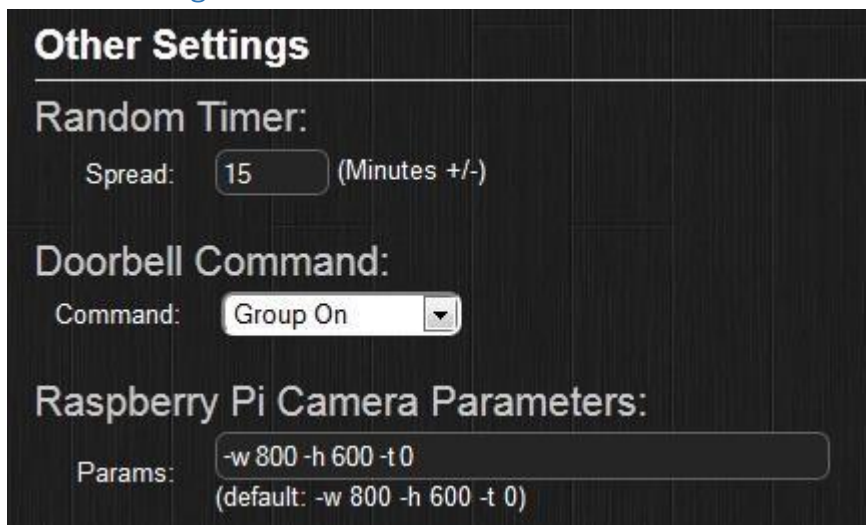 Other Settings
Random Timer:
Spread: 15 (Minutes +/-)
Doorbell Command:
Command: Group On
Raspberry Pi Camera Parameters:
Params: -w 800 -h 600 -t 0
(default: -w 800 -h 600 -t 0)